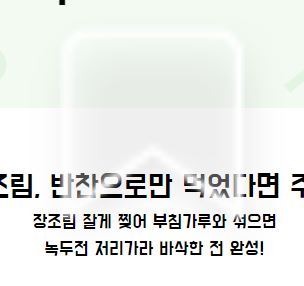 조림, 반찬으로만 먹었다면 주
장조림 잘게 찢어 부침가루와 섞으면
녹두전 저리가라 바삭한 전 완성!